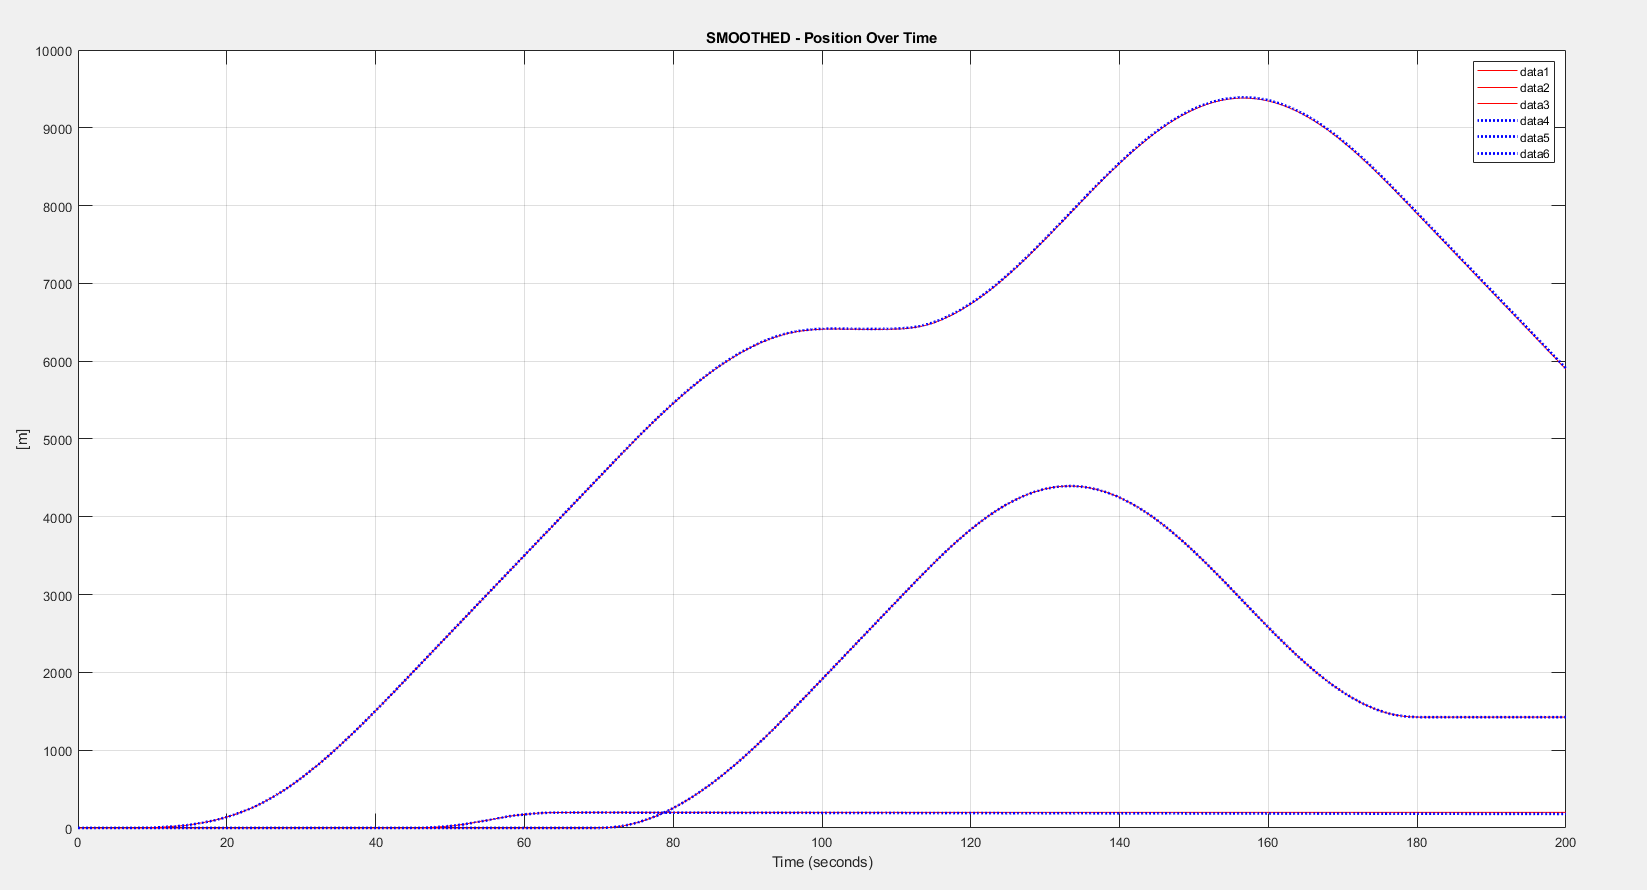 SMOOTHED - Position Over Time
10000
9000
8000
7000
6000
5000
4000
3000
2000
1000
0
[m]
data1
data2
data3
data4
data5
data6
0 20 40 60 80 100 120 140 160 180 200
Time (seconds)